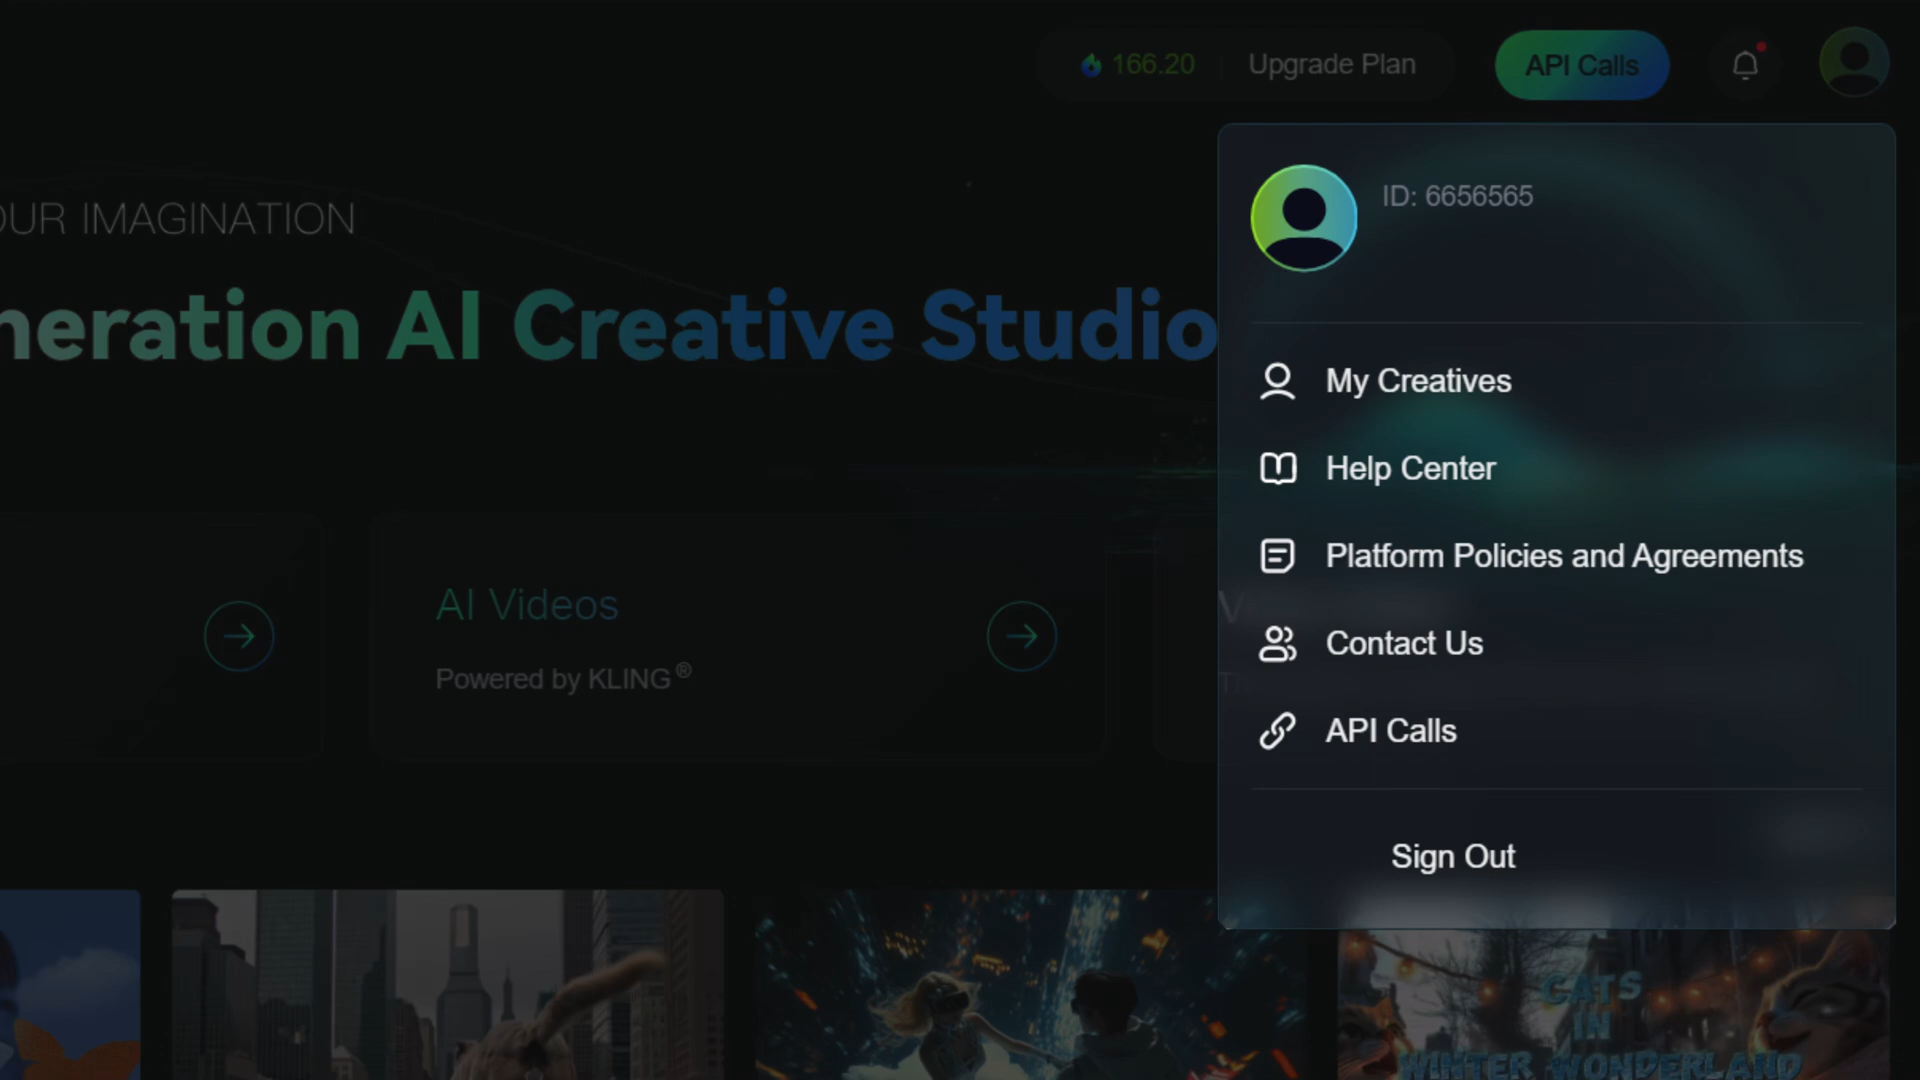 166.20
Upgrade Plan
API Calls
ID: 6656565
OUR IMAGINATION
neration AI Creative Studio
My Creatives
Help Center
Platform Policies and Agreements
Contact Us
API Calls
Sign Out
AI Videos
Powered by KLING®
CATS
IN
WINTER WONDERLAND